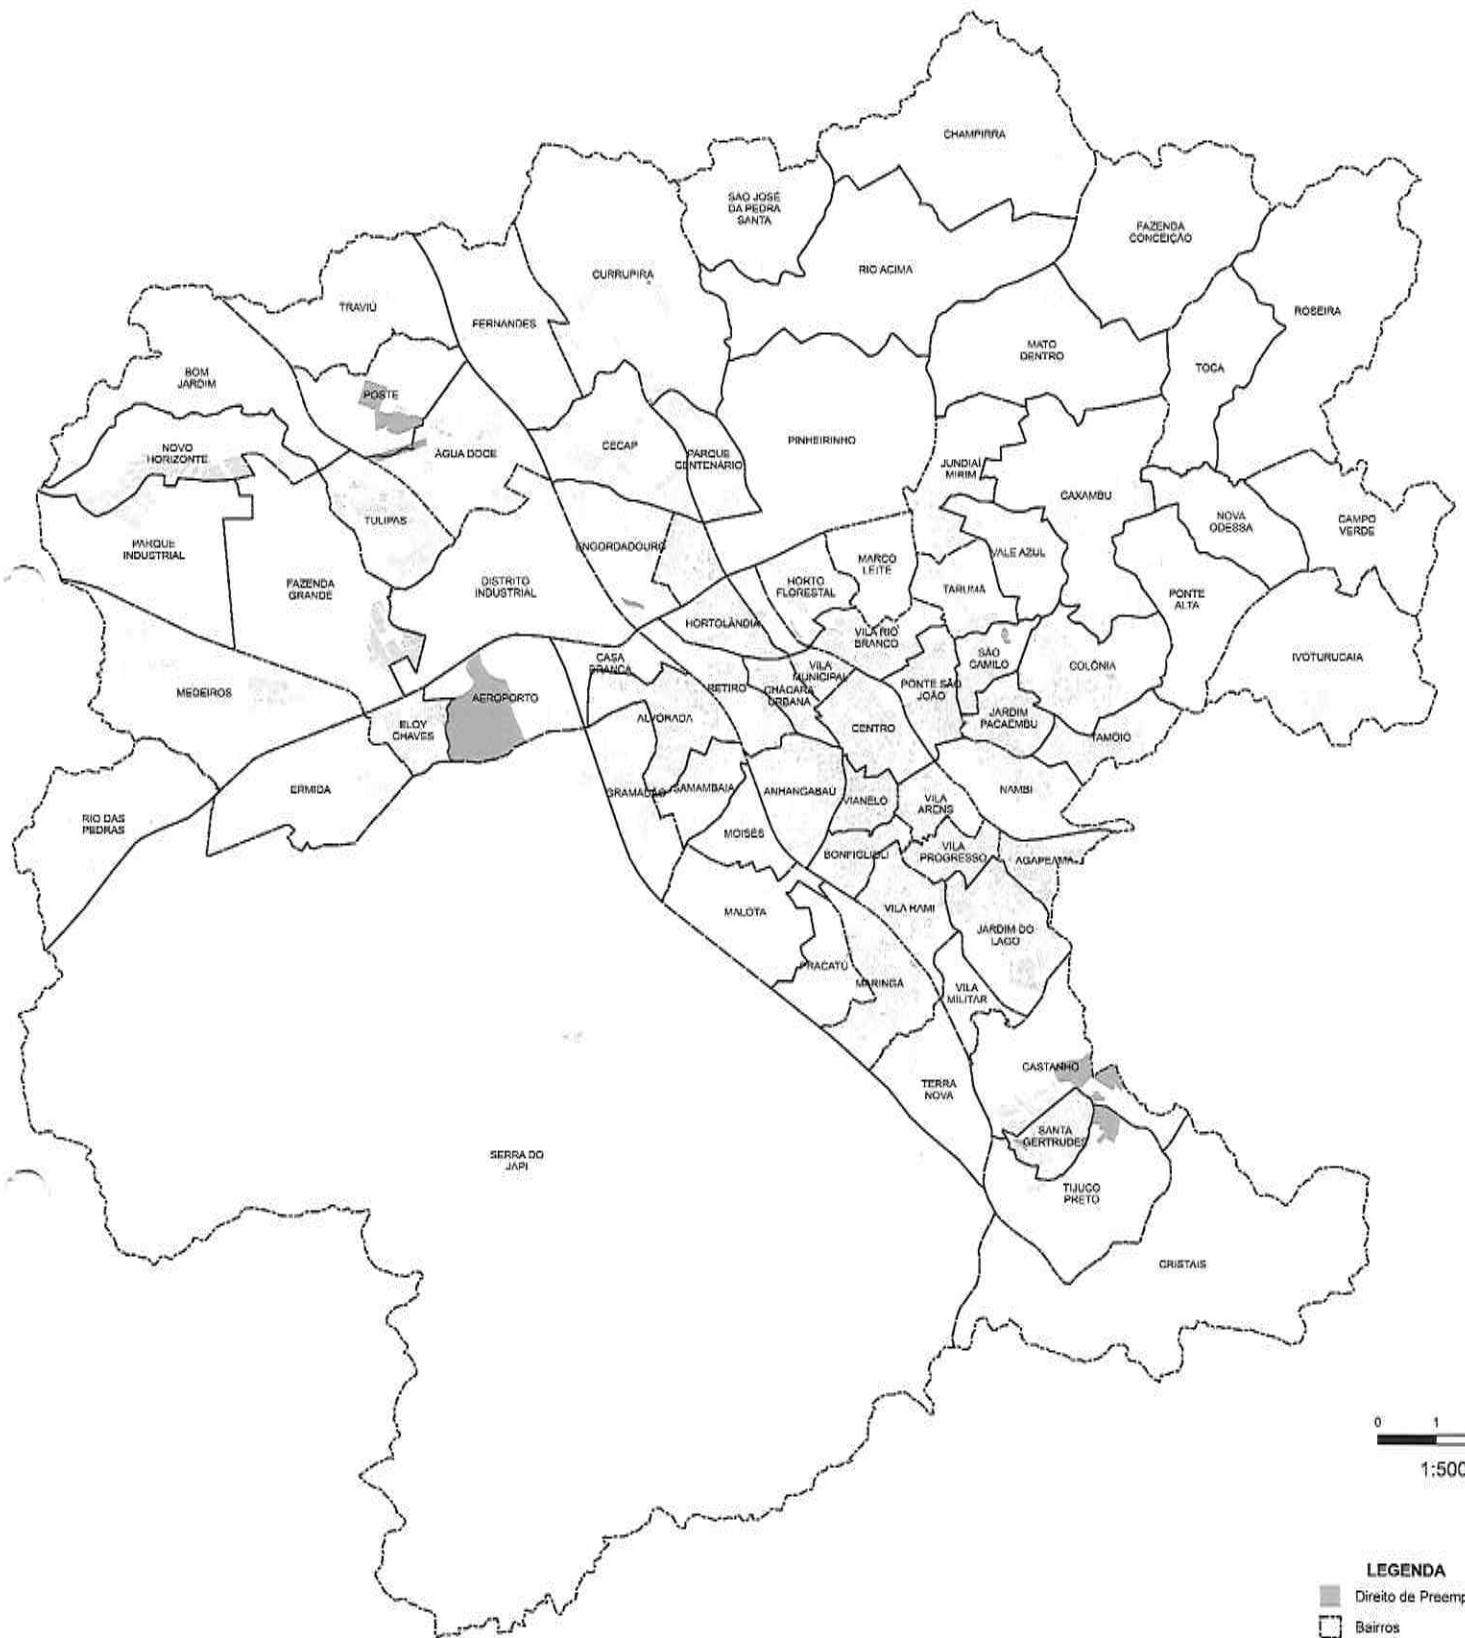 CHAMPIRRA
SÃO JOSÉ
DA PEDRA
SANTA
FAZENDA
CONCEIÇÃO
RIO ACIMA
CURRUPIRA
TRAVIÚ
FERNANDES
ROSEIRA
MATO
DENTRO
TOCA
BOM
JARDIM
POSTE
PINHEIRINHO
NOVO
HORIZONTE
ÁGUA DOCE
CECAP
PARQUE
CENTENÁRIO
JUNDIAÍ
MIRIM
CAXAMBU
NOVA
ODESSA
CAMPO
VERDE
TULIPAS
PARQUE
INDUSTRIAL
ENGORDADOURO
MARCO
LEITE
VALE AZUL
FAZENDA
GRANDE
DISTRITO
INDUSTRIAL
HORTO
FLORESTAL
TARUMÃ
PONTE
ALTA
HORTOLÂNDIA
VILA RIO
BRANCO
SÃO
CAMILO
COLÔNIA
IVOTURUCAIA
CASA
BRANCA
VILA
MUNICIPAL
MEDEIROS
AEROPORTO
RETIRO
CHÁCARA
URBANA
PONTE SÃO
JOÃO
JARDIM
PACAEMBU
ELOY
CHAVES
ALVORADA
CENTRO
TAMOIO
ERMIDA
GRAMADÃO
SAMAMBAIA
ANHANGABAÚ
VIANELO
VILA
ARENS
NAMBI
RIO DAS
PEDRAS
MOISÉS
BONFIGLIOLI
VILA
PROGRESSO
AGAPEAMA
MALOTA
VILA RAMI
JARDIM DO
LAGO
PRACATÚ
MARINGÁ
VILA
MILITAR
CASTANHO
TERRA
NOVA
SANTA
GERTRUDES
SERRA DO
JAPI
TIJUCO
PRETO
CRISTAIS
0 1
1:500
LEGENDA
Direito de Preemp
Bairros